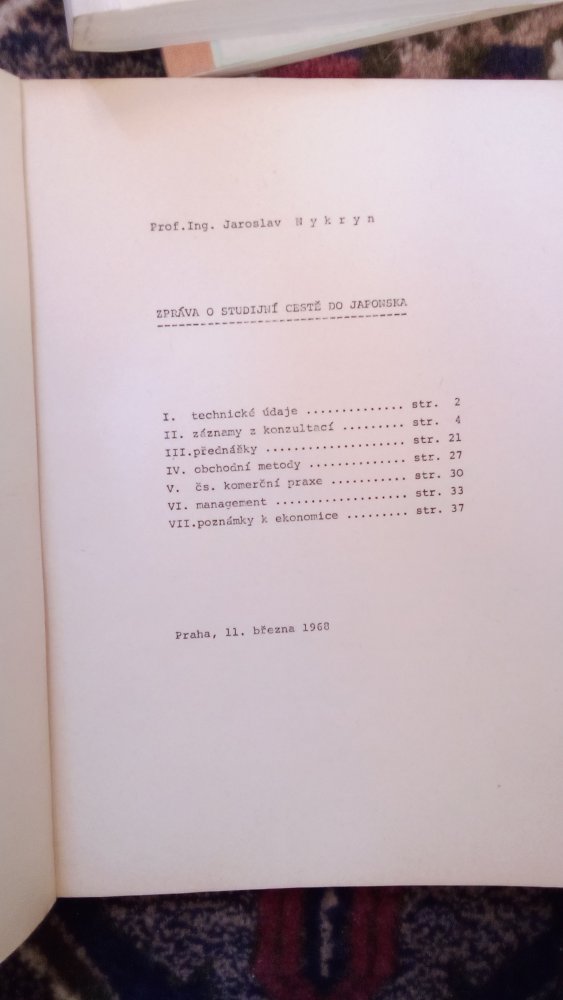 Prof.Ing. Jaroslav N y k r y n
ZPRÁVA O STUDIJNÍ CESTĚ DO JAPONSKA
-----------------------------------
I. technické údaje .............. str. 2
II. záznamy z konzultací ......... str. 4
III.přednášky .................... str. 21
IV. obchodní metody .............. str. 27
V. čs. komerční praxe ........... str. 30
VI. management ................... str. 33
VII.poznámky k ekonomice ......... str. 37
Praha, 11. března 1968